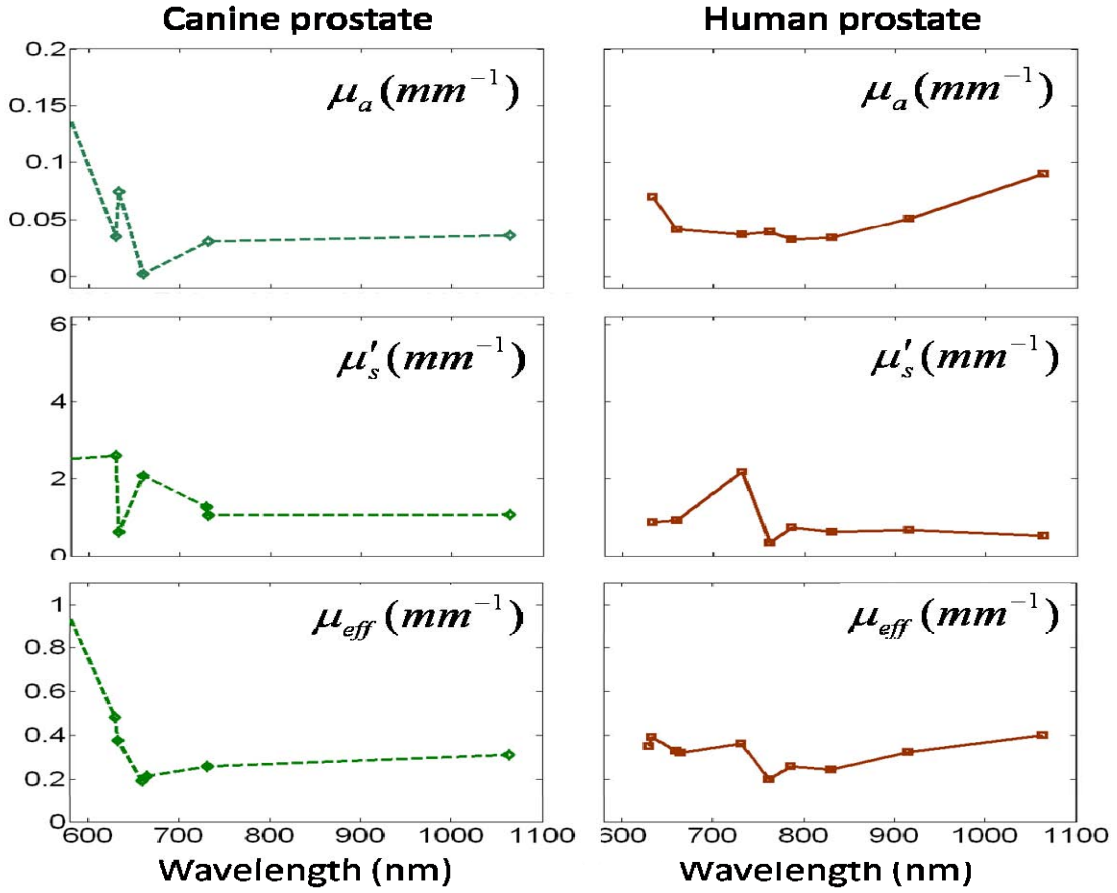 Canine prostate
Human prostate
0.2
0.15
0.1
0.05
0
μₐ (mm⁻¹)
μₐ (mm⁻¹)
6
4
2
0
μ′ₛ (mm⁻¹)
μ′ₛ (mm⁻¹)
1
0.8
0.6
0.4
0.2
0
μ_eff (mm⁻¹)
μ_eff (mm⁻¹)
600 700 800 900 1000 1100
600 700 800 900 1000 1100
Wavelength (nm)
Wavelength (nm)